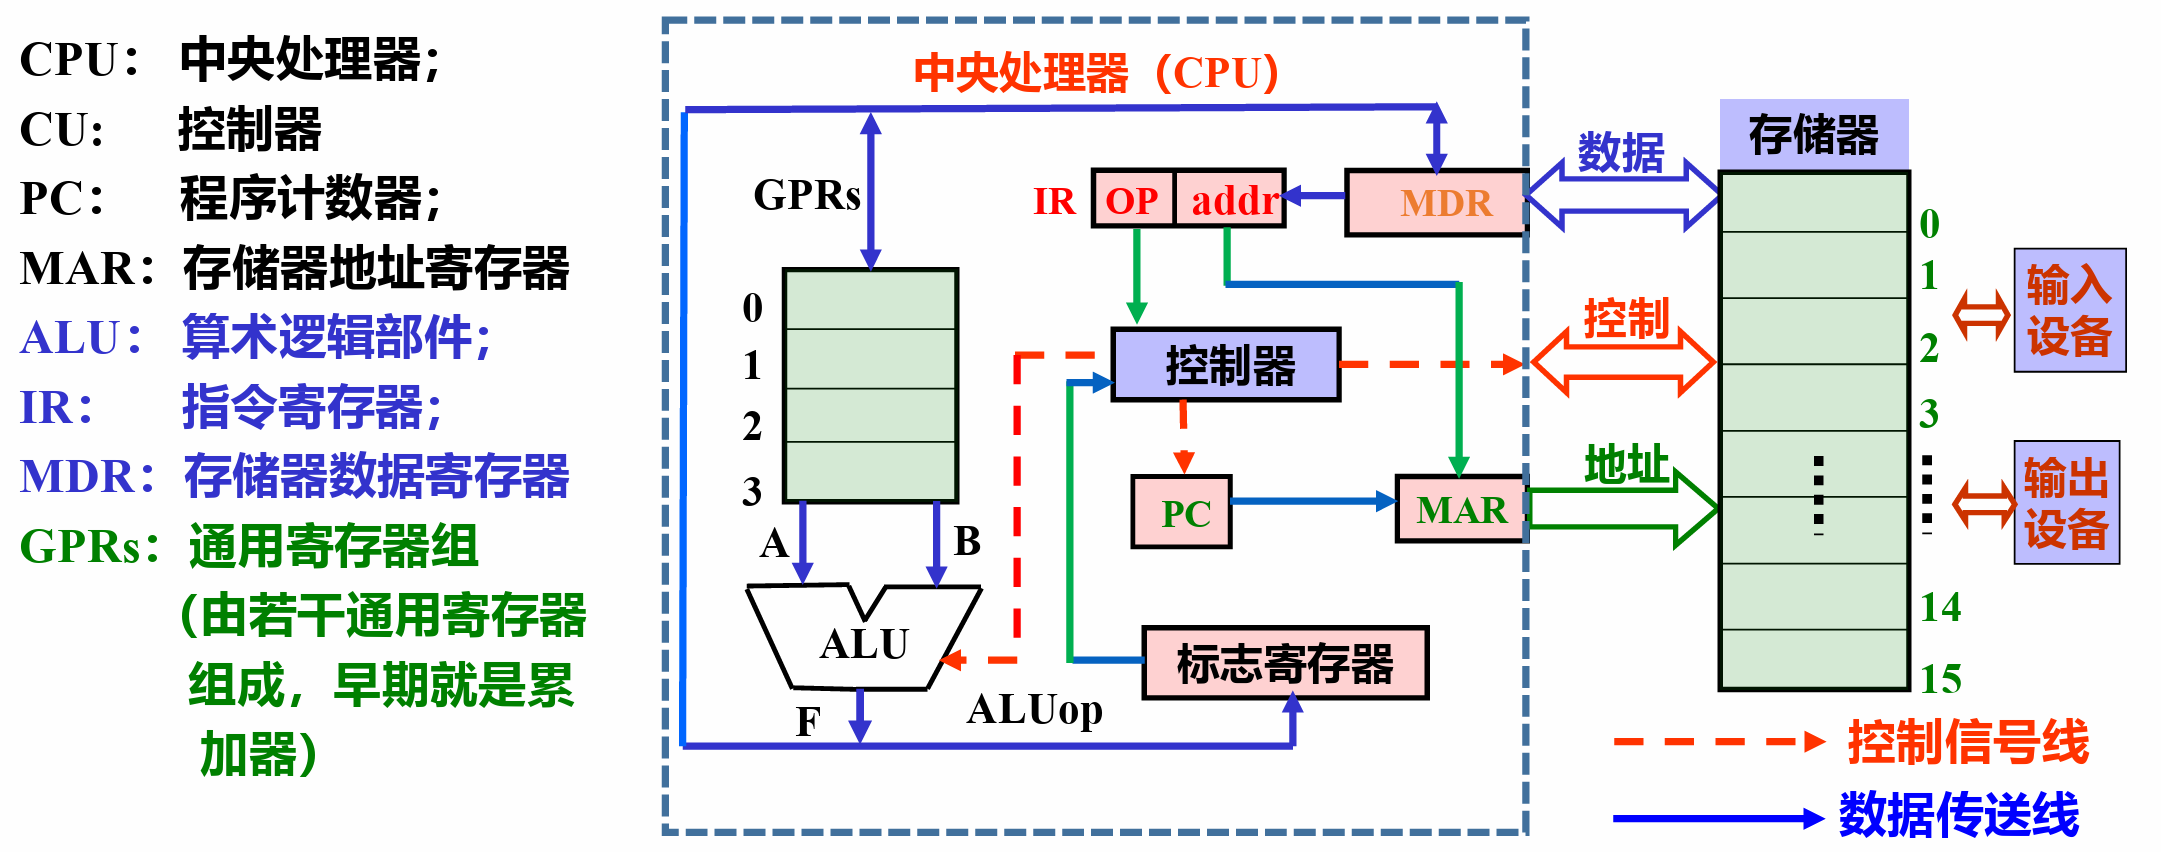 CPU： 中央处理器；
CU: 控制器
PC： 程序计数器；
MAR：存储器地址寄存器
ALU： 算术逻辑部件；
IR： 指令寄存器；
MDR：存储器数据寄存器
GPRs：通用寄存器组
(由若干通用寄存器
组成，早期就是累
加器）
中央处理器（CPU）
GPRs
0
1
2
3
A
B
ALU
F
ALUop
IR
OP
addr
MDR
控制器
PC
MAR
标志寄存器
数据
控制
地址
存储器
0
1
2
3
14
15
输入
设备
输出
设备
控制信号线
数据传送线